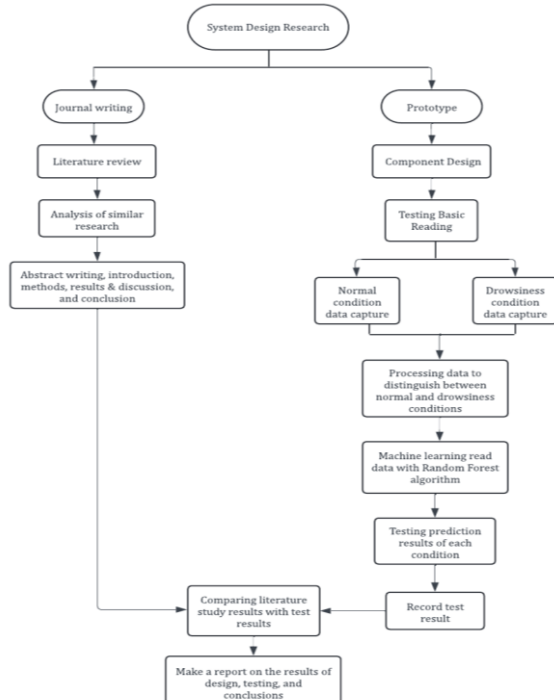 System Design Research
Journal writing
Prototype
Literature review
Component Design
Analysis of similar
research
Testing Basic
Reading
Abstract writing, introduction,
methods, results & discussion,
and conclusion
Normal
condition
data capture
Drowsiness
condition
data capture
Processing data to
distinguish between
normal and drowsiness
conditions
Machine learning read
data with Random Forest
algorithm
Testing prediction
results of each
condition
Comparing literature
study results with test
results
Record test
result
Make a report on the results of
design, testing, and
conclusions